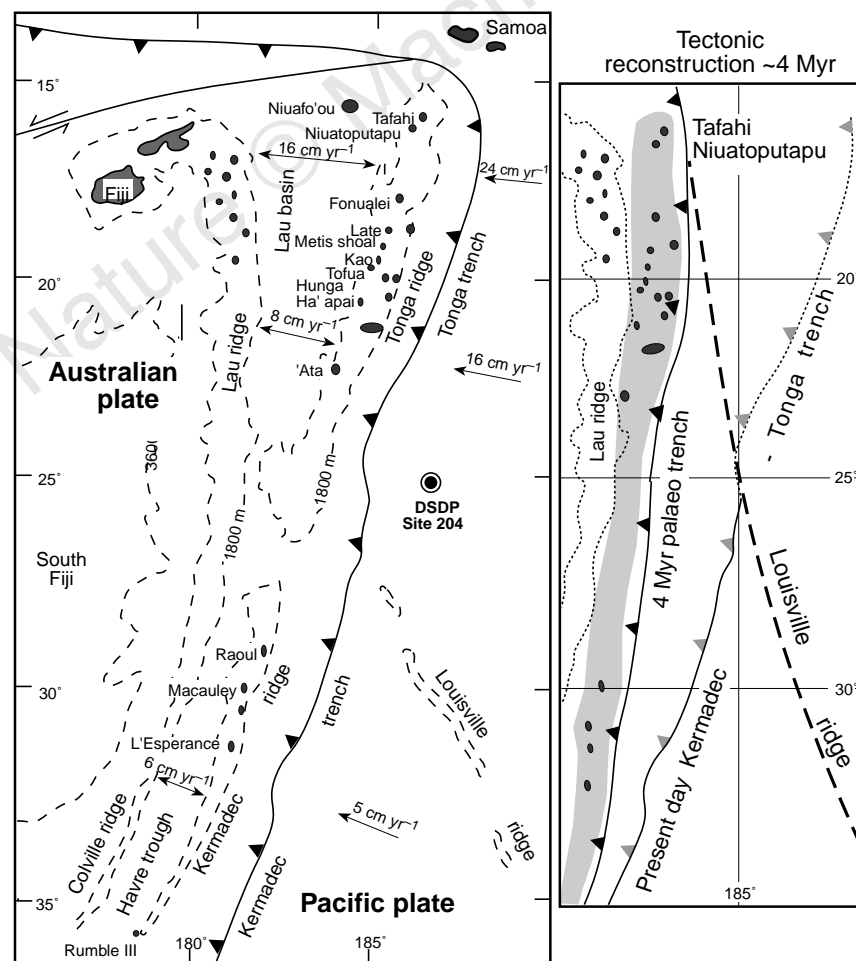 Samoa
15°
Niuafo'ou
Tafahi
Niuatoputapu
16 cm yr⁻¹
24 cm yr⁻¹
Fiji
Lau basin
Fonualei
Late
Metis shoal
Kao
Tofua
Hunga
Ha' apai
Tonga ridge
Tonga trench
20°
8 cm yr⁻¹
Lau ridge
16 cm yr⁻¹
'Ata
Australian
plate
3600
1800 m
1800 m
25°
DSDP
Site 204
South
Fiji
Raoul
ridge
Macauley
30°
trench
Louisville
ridge
L'Esperance
6 cm yr⁻¹
5 cm yr⁻¹
Colville ridge
Havre trough
Kermadec
Kermadec
Pacific plate
35°
Rumble III
180°
185°
Tectonic
reconstruction ~4 Myr
Tafahi
Niuatoputapu
20°
Tonga trench
Lau ridge
25°
4 Myr palaeo trench
Louisville
ridge
30°
Present day Kermadec
185°
Nature © Mach